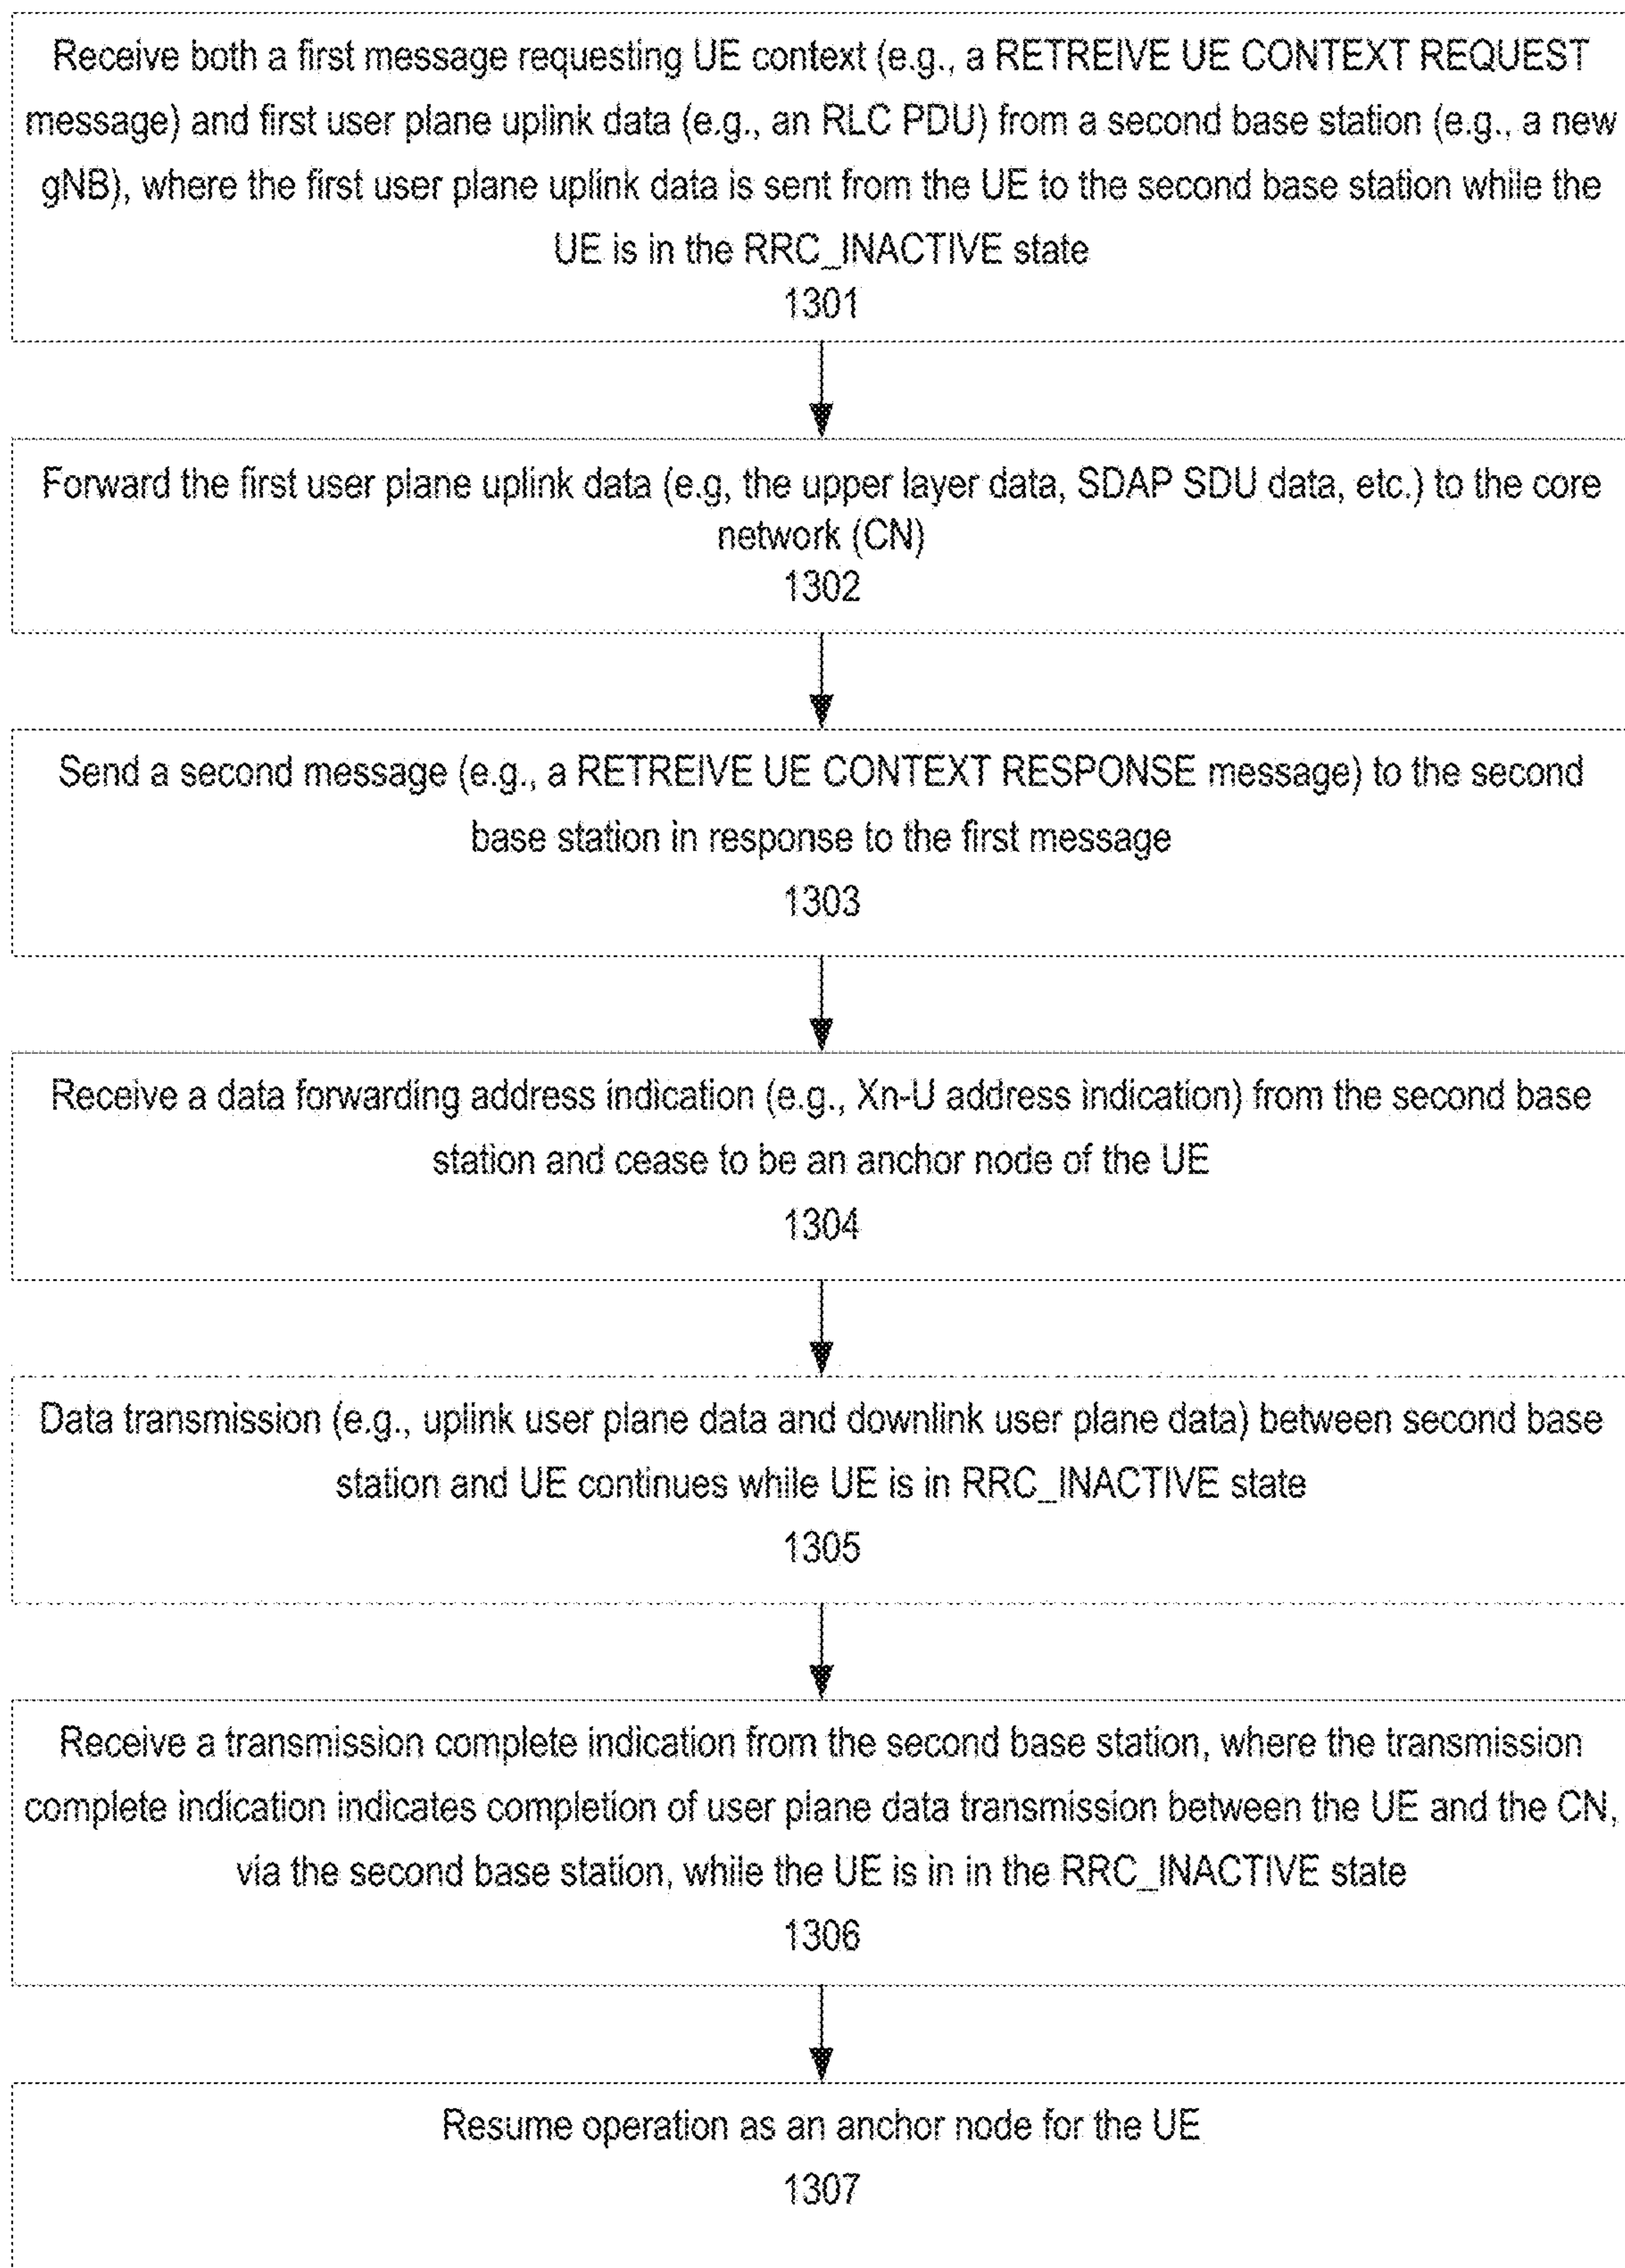 Receive both a first message requesting UE context (e.g., a RETREIVE UE CONTEXT REQUEST
message) and first user plane uplink data (e.g., an RLC PDU) from a second base station (e.g., a new
gNB), where the first user plane uplink data is sent from the UE to the second base station while the
UE is in the RRC_INACTIVE state
1301
Forward the first user plane uplink data (e.g, the upper layer data, SDAP SDU data, etc.) to the core
network (CN)
1302
Send a second message (e.g., a RETREIVE UE CONTEXT RESPONSE message) to the second
base station in response to the first message
1303
Receive a data forwarding address indication (e.g., Xn-U address indication) from the second base
station and cease to be an anchor node of the UE
1304
Data transmission (e.g., uplink user plane data and downlink user plane data) between second base
station and UE continues while UE is in RRC_INACTIVE state
1305
Receive a transmission complete indication from the second base station, where the transmission
complete indication indicates completion of user plane data transmission between the UE and the CN,
via the second base station, while the UE is in in the RRC_INACTIVE state
1306
Resume operation as an anchor node for the UE
1307